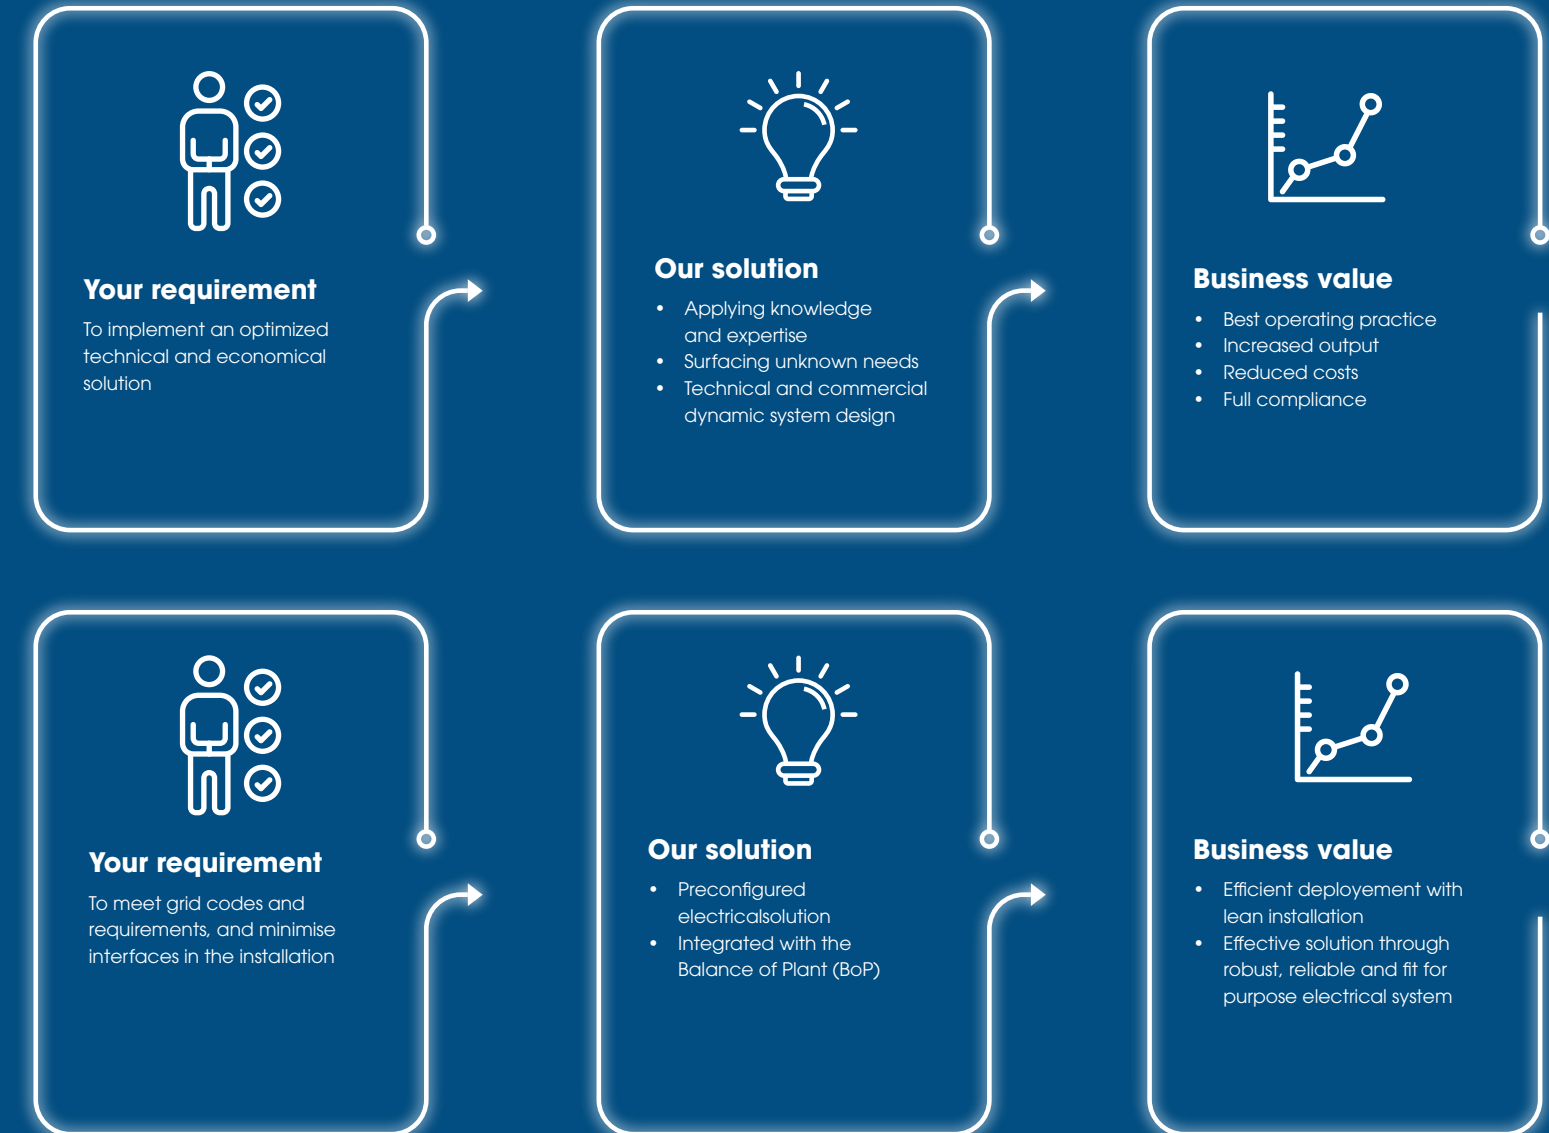 Your requirement
To implement an optimized
technical and economical
solution
Our solution
• Applying knowledge
and expertise
• Surfacing unknown needs
• Technical and commercial
dynamic system design
Business value
• Best operating practice
• Increased output
• Reduced costs
• Full compliance
Your requirement
To meet grid codes and
requirements, and minimise
interfaces in the installation
Our solution
• Preconfigured
electricalsolution
• Integrated with the
Balance of Plant (BoP)
Business value
• Efficient deployement with
lean installation
• Effective solution through
robust, reliable and fit for
purpose electrical system